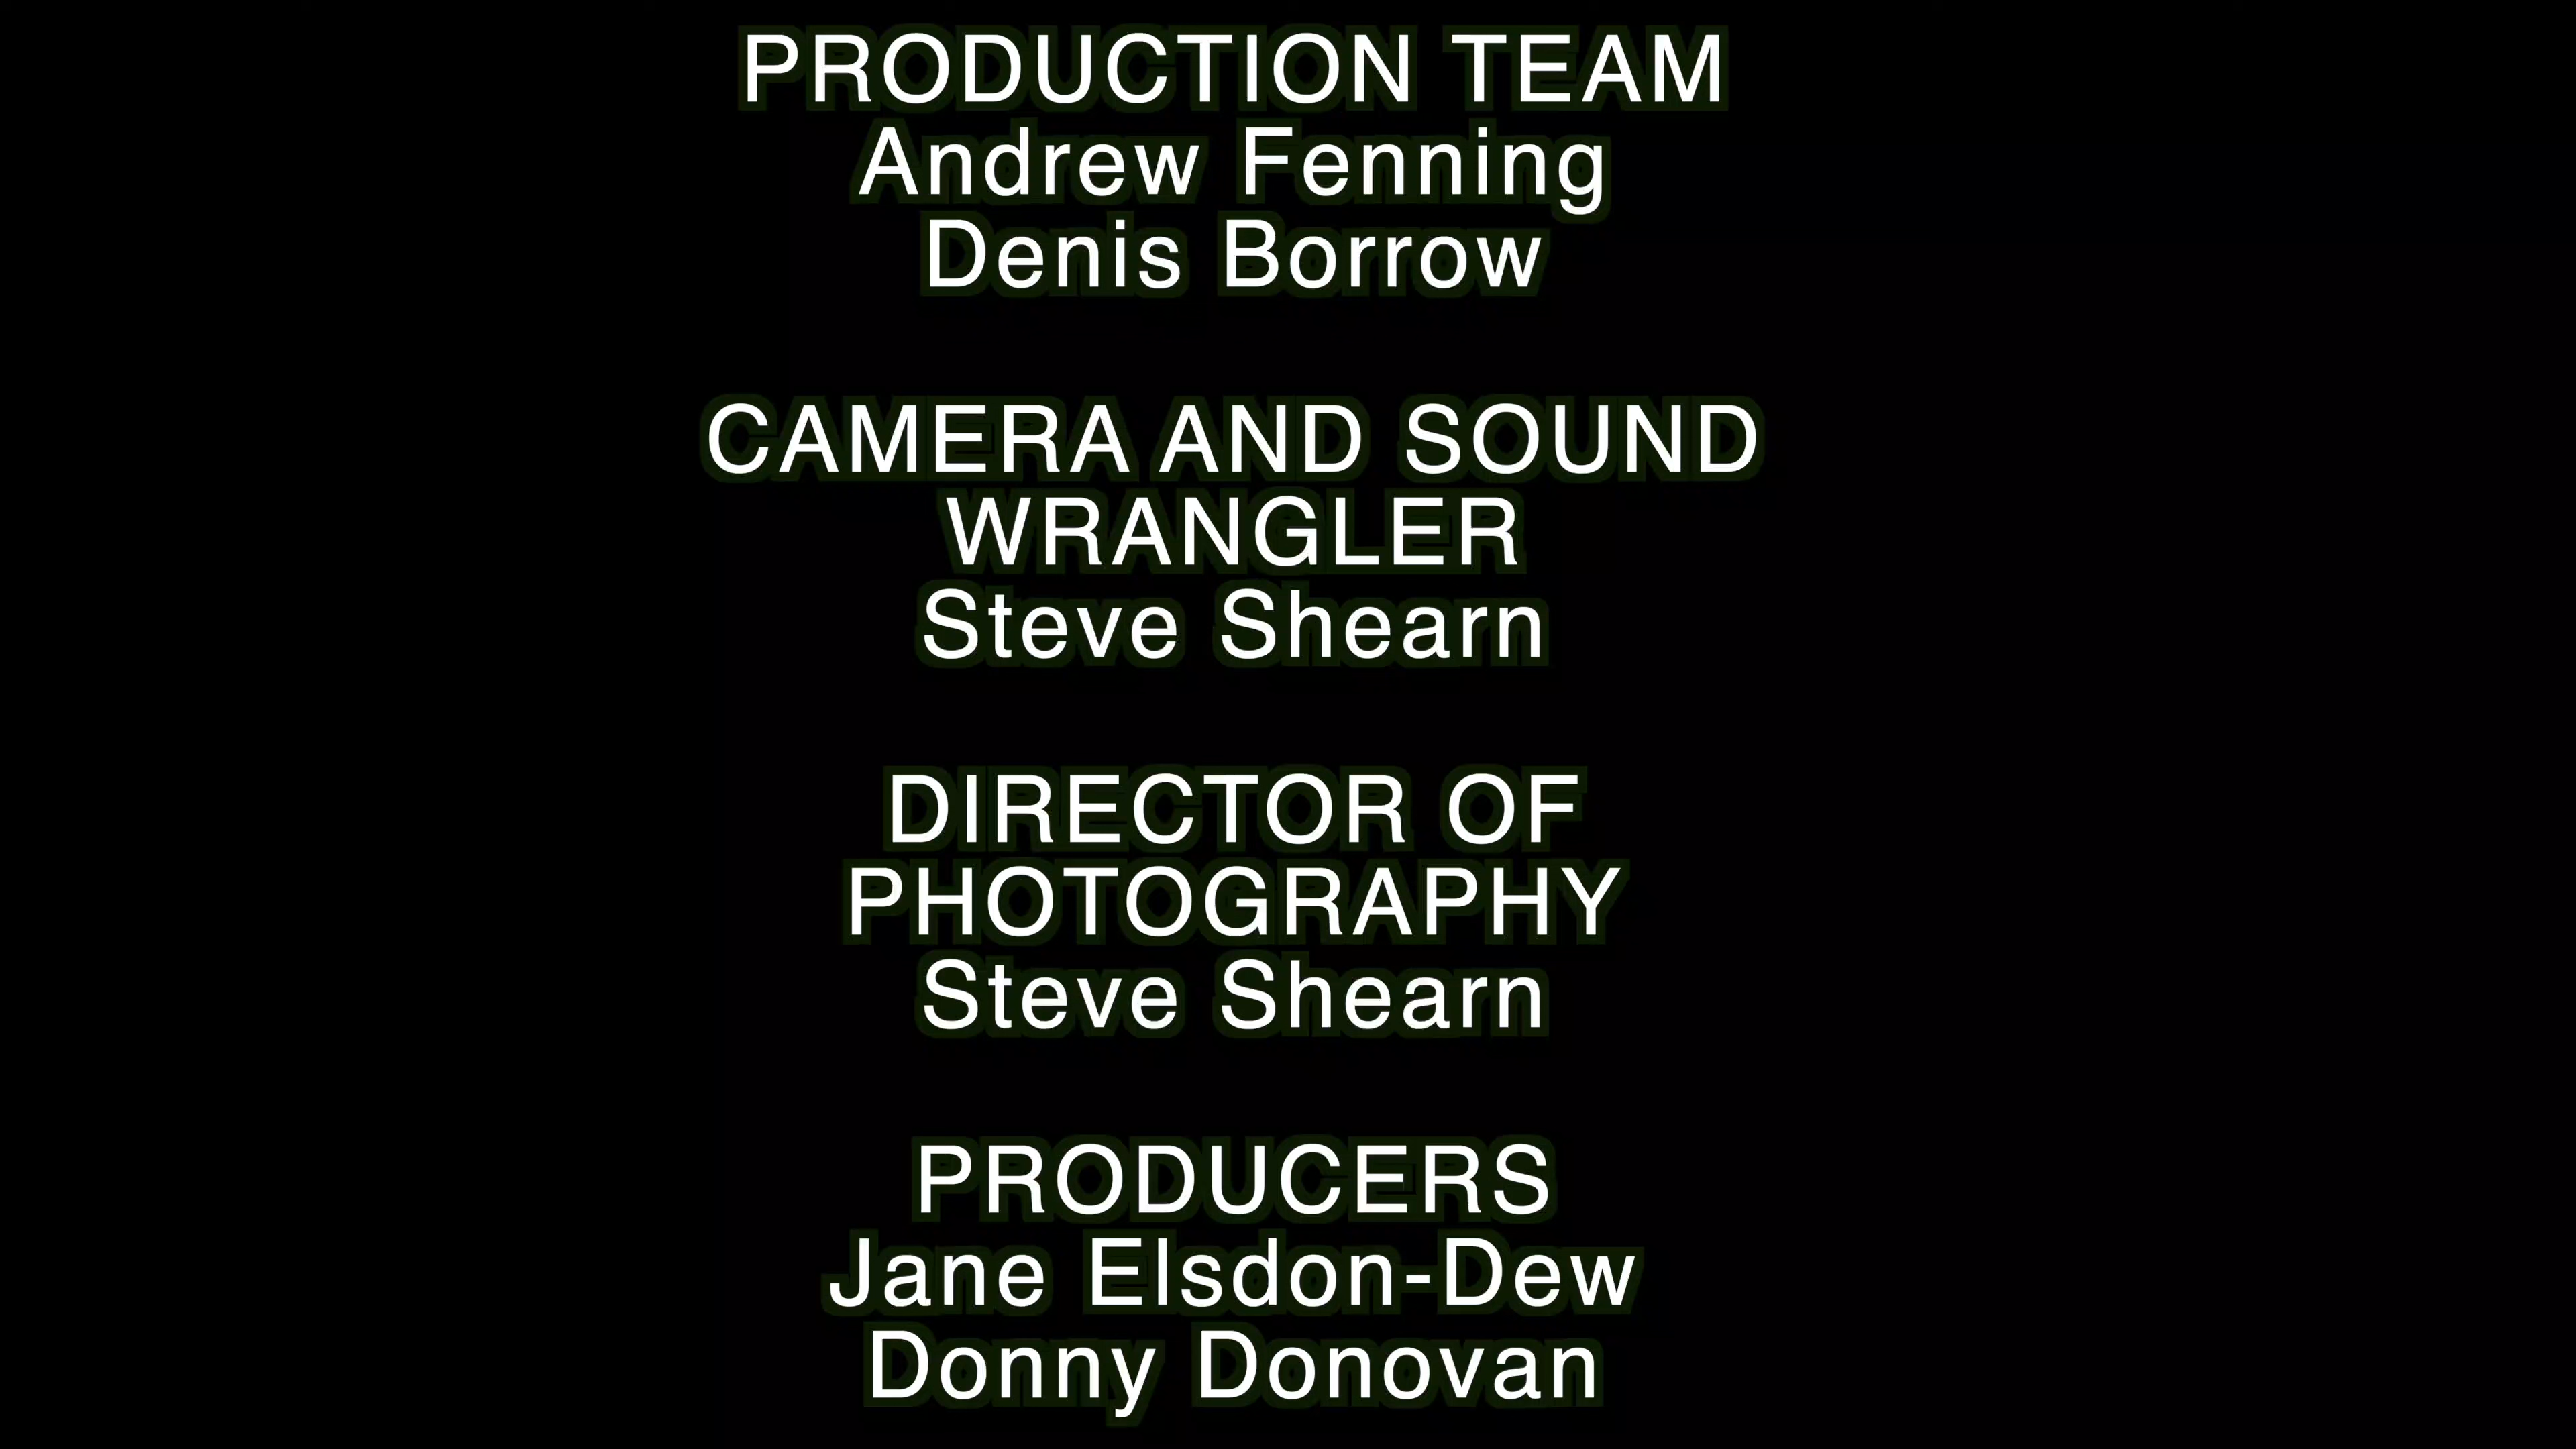 PRODUCTION TEAM
Andrew Fenning
Denis Borrow
CAMERA AND SOUND
WRANGLER
Steve Shearn
DIRECTOR OF
PHOTOGRAPHY
Steve Shearn
PRODUCERS
Jane Elsdon-Dew
Donny Donovan